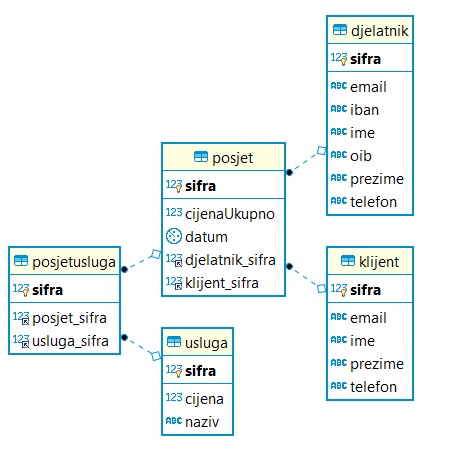 djelatnik
123 sifra
ABC email
ABC iban
ABC ime
ABC oib
ABC prezime
ABC telefon
posjet
123 sifra
123 cijenaUkupno
datum
123 djelatnik_sifra
123 klijent_sifra
posjetusluga
123 sifra
123 posjet_sifra
123 usluga_sifra
klijent
123 sifra
ABC email
ABC ime
ABC prezime
ABC telefon
usluga
123 sifra
123 cijena
ABC naziv